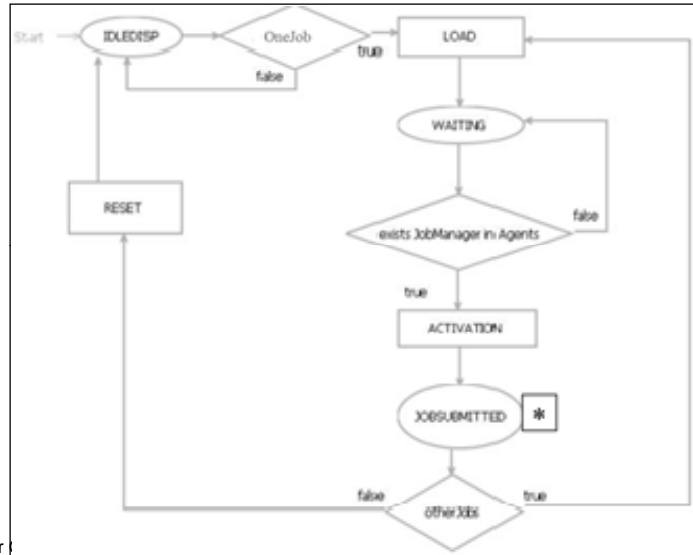 Start
IDLEDISP
OneJob
true
false
LOAD
WAITING
false
exists JobManager in: Agents
true
RESET
ACTIVATION
JOBSUBMITTED
*
false
otherJobs
true